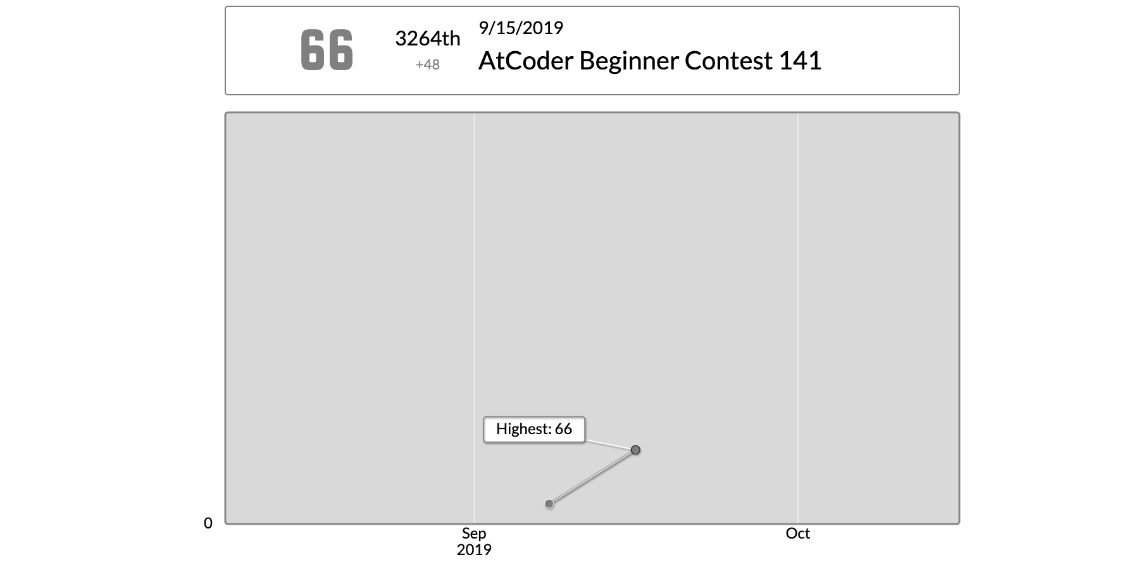 66
3264th
+48
9/15/2019
AtCoder Beginner Contest 141
Highest: 66
0
Sep
2019
Oct